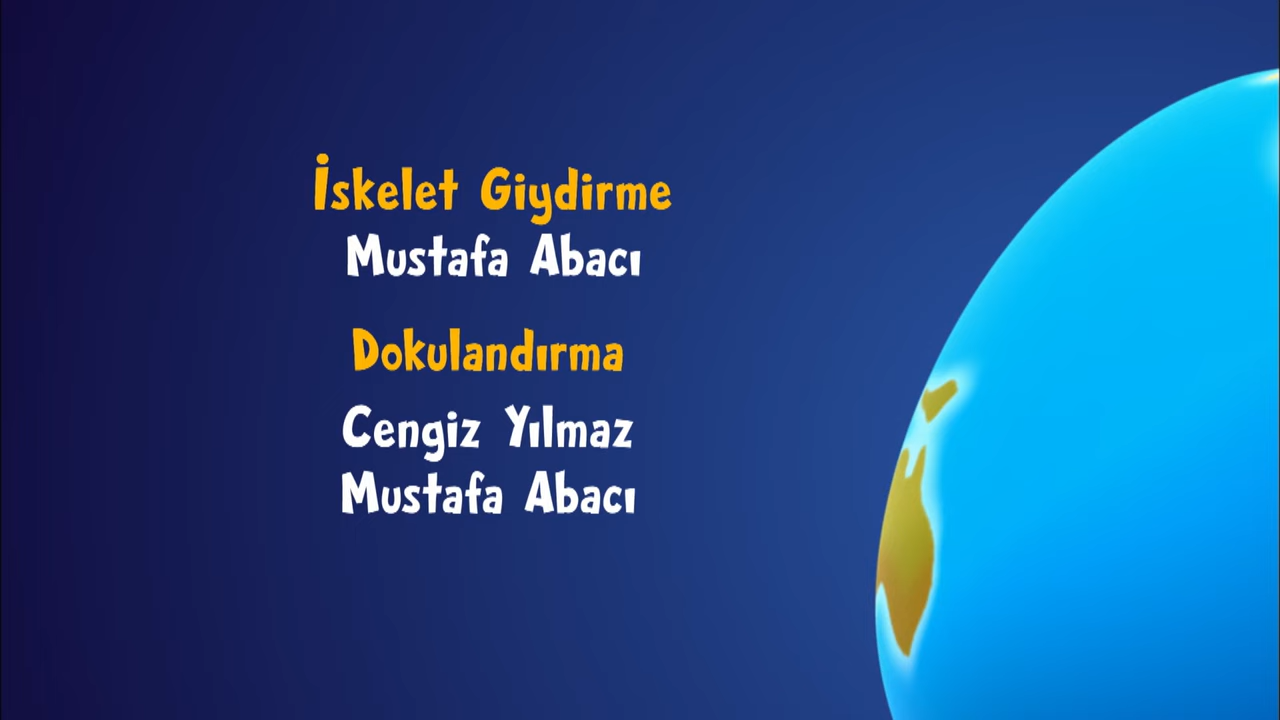 İskelet Giydirme
Mustafa Abacı
Dokulandırma
Cengiz Yılmaz
Mustafa Abacı